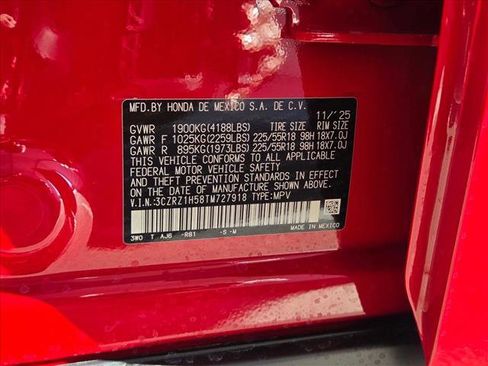 MFD.BY HONDA DE MEXICO S.A. DE C.V.
11/'25
GVWR 1900KG(4188LBS) TIRE SIZE RIM SIZE
GAWR F 1025KG(2259LBS) 225/55R18 98H 18X7.0J
GAWR R 895KG(1973LBS) 225/55R18 98H 18X7.0J
THIS VEHICLE CONFORMS TO ALL APPLICABLE
FEDERAL MOTOR VEHICLE SAFETY STANDARDS IN
EFFECT ON THE DATE OF MANUFACTURE SHOWN ABOVE.
V.I.N.:3CZRZ1H58TM727918 TYPE:MPV
3W0 T AJ6 -R81 -S -M
MADE IN MEXICO